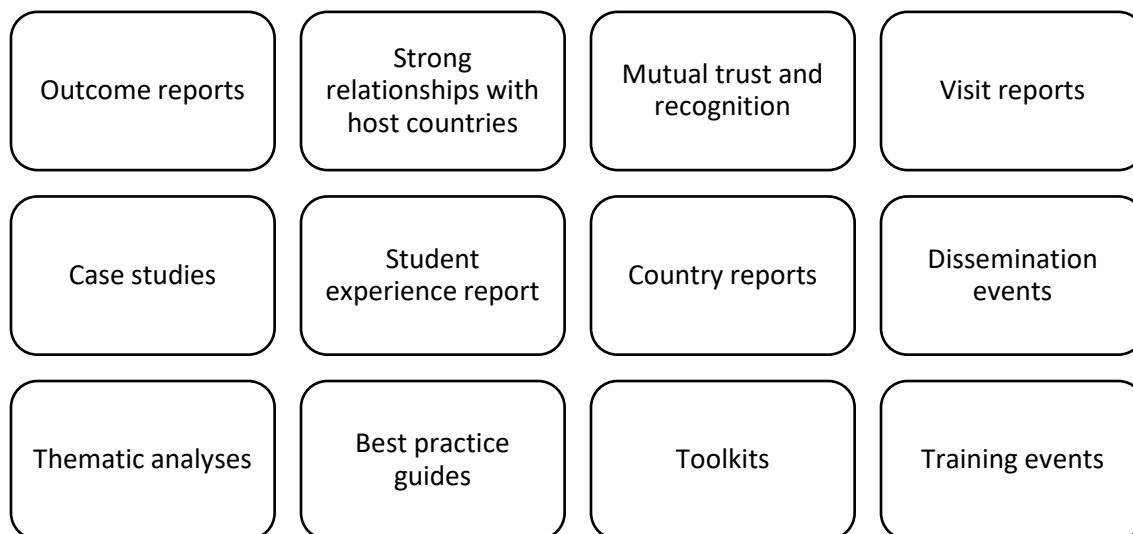 Outcome reports
Strong
relationships with
host countries
Mutual trust and
recognition
Visit reports
Case studies
Student
experience report
Country reports
Dissemination
events
Thematic analyses
Best practice
guides
Toolkits
Training events